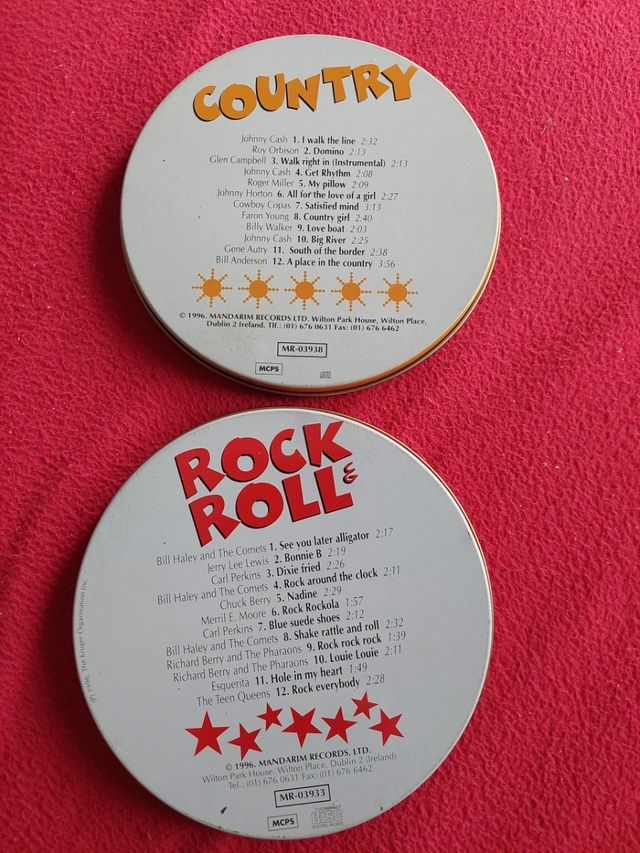 COUNTRY
Johnny Cash 1. I walk the line 2:32
Roy Orbison 2. Domino 2:13
Glen Campbell 3. Walk right in (Instrumental) 2:13
Johnny Cash 4. Get Rhythm 2:08
Roger Miller 5. My pillow 2:09
Johnny Horton 6. All for the love of a girl 2:27
Cowboy Copas 7. Satisfied mind 3:13
Faron Young 8. Country girl 2:40
Billy Walker 9. Love boat 2:03
Johnny Cash 10. Big River 2:25
Gene Autry 11. South of the border 2:38
Bill Anderson 12. A place in the country 3:56
© 1996. MANDARIM RECORDS LTD. Wilton Park House, Wilton Place,
Dublin 2 Ireland. Tlf.: (01) 676 0631 Fax: (01) 676 6462
MR-03938
MCPS
ROCK &
ROLL
Bill Haley and The Comets 1. See you later alligator 2:17
Jerry Lee Lewis 2. Bonnie B 2:19
Carl Perkins 3. Dixie fried 2:26
Bill Haley and The Comets 4. Rock around the clock 2:11
Chuck Berry 5. Nadine 2:29
Merril E. Moore 6. Rock Rockola 1:57
Carl Perkins 7. Blue suede shoes 2:12
Bill Haley and The Comets 8. Shake rattle and roll 2:32
Richard Berry and The Pharaons 9. Rock rock rock 1:39
Richard Berry and The Pharaons 10. Louie Louie 2:11
Esquerita 11. Hole in my heart 1:49
The Teen Queens 12. Rock everybody 2:28
(P) 1996. The Kruger Organisation Inc.
© 1996. MANDARIM RECORDS, LTD.
Wilton Park House. Wilton Place. Dublin 2 (Ireland)
Tel.: (01) 676 0631 Fax: (01) 676 6462
MR-03933
MCPS
COMPACT
disc
DIGITAL AUDIO